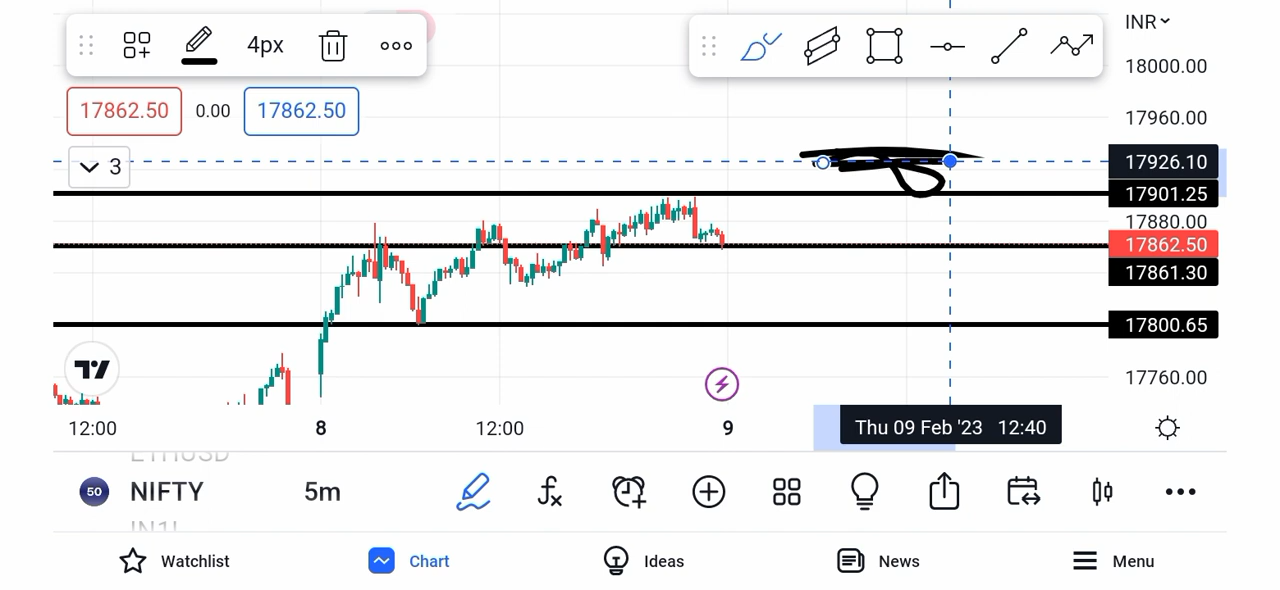 INR
4px
18000.00
17862.50 0.00 17862.50
17960.00
3
17926.10
17901.25
17880.00
17862.50
17861.30
17800.65
17760.00
12:00 8 12:00 9 Thu 09 Feb '23 12:40
ETHUSD
50 NIFTY 5m
Watchlist Chart Ideas News Menu